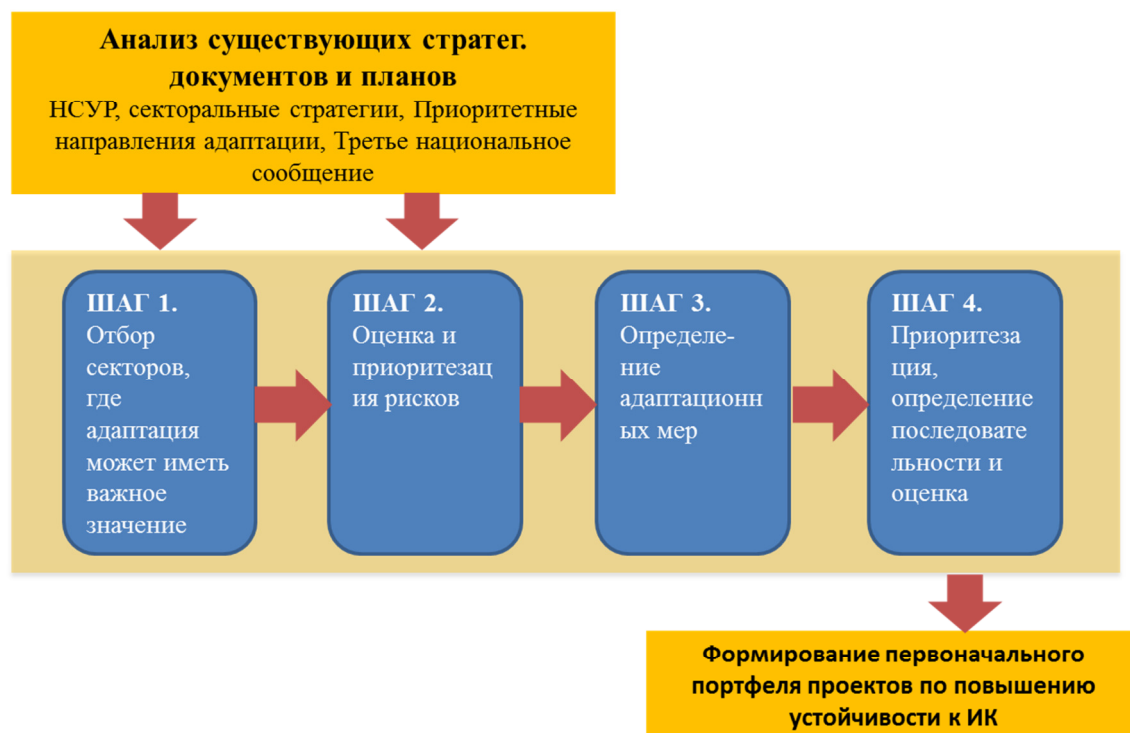 Анализ существующих стратег.
документов и планов
НСУР, секторальные стратегии, Приоритетные
направления адаптации, Третье национальное
сообщение
ШАГ 1.
Отбор
секторов,
где
адаптация
может иметь
важное
значение
ШАГ 2.
Оценка и
приоритезац
ия рисков
ШАГ 3.
Определе-
ние
адаптационн
ых мер
ШАГ 4.
Приоритеза
ция,
определение
последовате
льности и
оценка
Формирование первоначального
портфеля проектов по повышению
устойчивости к ИК